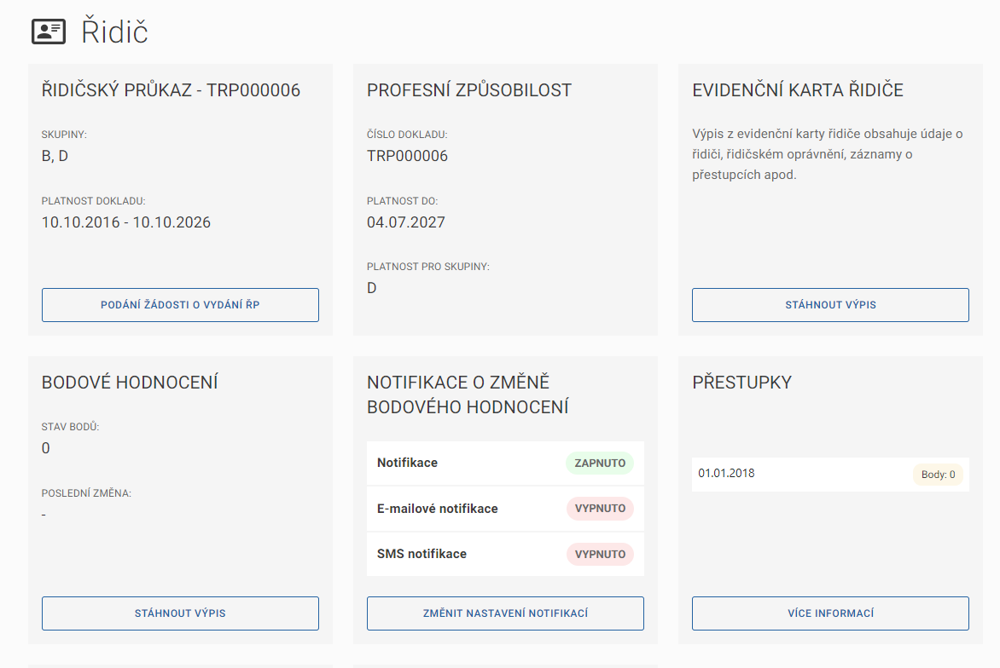 Řidič
ŘIDIČSKÝ PRŮKAZ - TRP000006
SKUPINY:
B, D
PLATNOST DOKLADU:
10.10.2016 - 10.10.2026
PODÁNÍ ŽÁDOSTI O VYDÁNÍ ŘP
PROFESNÍ ZPŮSOBILOST
ČÍSLO DOKLADU:
TRP000006
PLATNOST DO:
04.07.2027
PLATNOST PRO SKUPINY:
D
EVIDENČNÍ KARTA ŘIDIČE
Výpis z evidenční karty řidiče obsahuje údaje o
řidiči, řidičském oprávnění, záznamy o
přestupcích apod.
STÁHNOUT VÝPIS
BODOVÉ HODNOCENÍ
STAV BODŮ:
0
POSLEDNÍ ZMĚNA:
-
STÁHNOUT VÝPIS
NOTIFIKACE O ZMĚNĚ
BODOVÉHO HODNOCENÍ
Notifikace ZAPNUTO
E-mailové notifikace VYPNUTO
SMS notifikace VYPNUTO
ZMĚNIT NASTAVENÍ NOTIFIKACÍ
PŘESTUPKY
01.01.2018 Body: 0
VÍCE INFORMACÍ